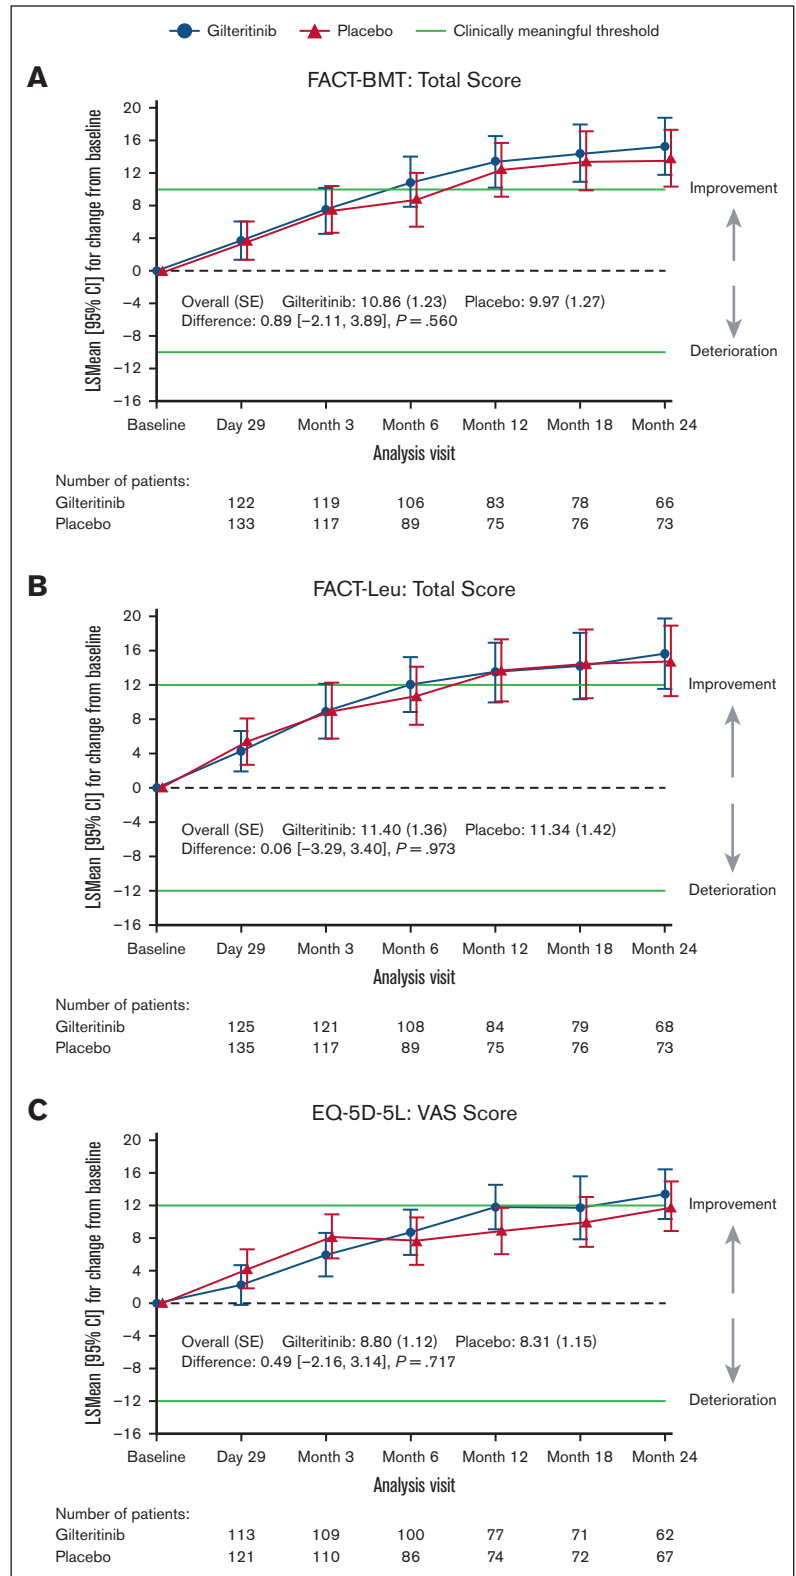 Gilteritinib Placebo Clinically meaningful threshold
A FACT-BMT: Total Score
LSMean [95% CI] for change from baseline
20
16
12
8
4
0
−4
−8
−12
−16
Improvement
Deterioration
Overall (SE) Gilteritinib: 10.86 (1.23) Placebo: 9.97 (1.27)
Difference: 0.89 [−2.11, 3.89], P = .560
Baseline Day 29 Month 3 Month 6 Month 12 Month 18 Month 24
Analysis visit
Number of patients:
Gilteritinib 122 119 106 83 78 66
Placebo 133 117 89 75 76 73
B FACT-Leu: Total Score
LSMean [95% CI] for change from baseline
20
16
12
8
4
0
−4
−8
−12
−16
Improvement
Deterioration
Overall (SE) Gilteritinib: 11.40 (1.36) Placebo: 11.34 (1.42)
Difference: 0.06 [−3.29, 3.40], P = .973
Baseline Day 29 Month 3 Month 6 Month 12 Month 18 Month 24
Analysis visit
Number of patients:
Gilteritinib 125 121 108 84 79 68
Placebo 135 117 89 75 76 73
C EQ-5D-5L: VAS Score
LSMean [95% CI] for change from baseline
20
16
12
8
4
0
−4
−8
−12
−16
Improvement
Deterioration
Overall (SE) Gilteritinib: 8.80 (1.12) Placebo: 8.31 (1.15)
Difference: 0.49 [−2.16, 3.14], P = .717
Baseline Day 29 Month 3 Month 6 Month 12 Month 18 Month 24
Analysis visit
Number of patients:
Gilteritinib 113 109 100 77 71 62
Placebo 121 110 86 74 72 67